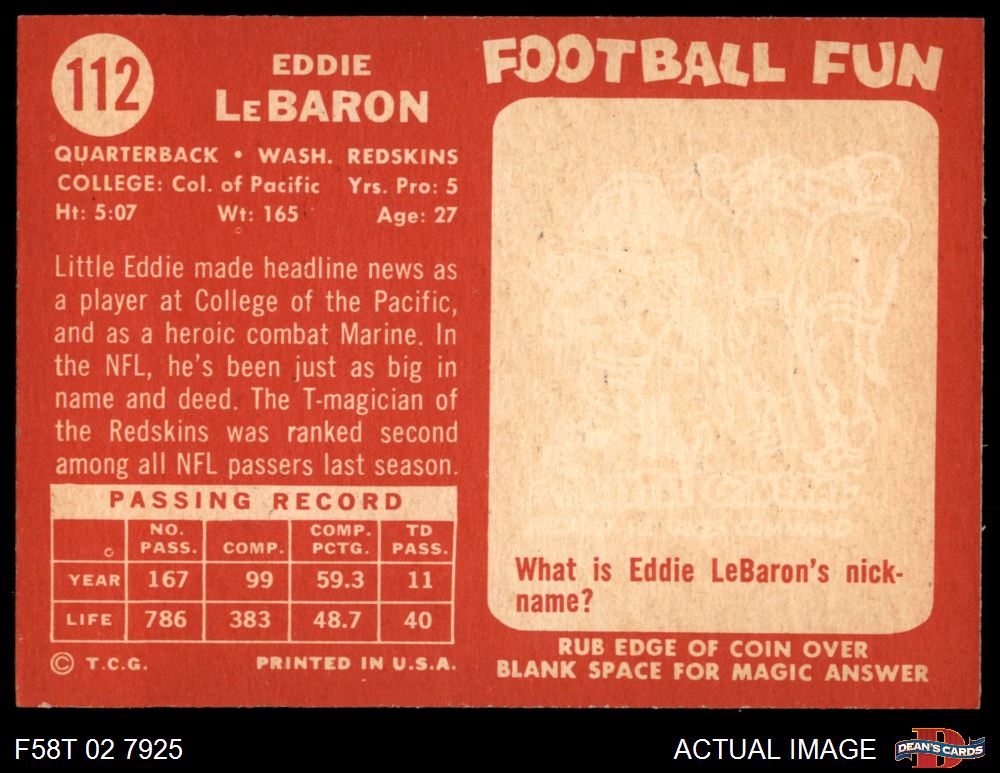 112
EDDIE
LeBARON
QUARTERBACK • WASH. REDSKINS
COLLEGE: Col. of Pacific Yrs. Pro: 5
Ht: 5:07 Wt: 165 Age: 27
Little Eddie made headline news as
a player at College of the Pacific,
and as a heroic combat Marine. In
the NFL, he's been just as big in
name and deed. The T-magician of
the Redskins was ranked second
among all NFL passers last season.
PASSING RECORD
NO. PASS. COMP. COMP. PCTG. TD PASS.
YEAR 167 99 59.3 11
LIFE 786 383 48.7 40
© T.C.G. PRINTED IN U.S.A.
FOOTBALL FUN
What is Eddie LeBaron's nick-
name?
RUB EDGE OF COIN OVER
BLANK SPACE FOR MAGIC ANSWER
F58T 02 7925
ACTUAL IMAGE
DEAN'S CARDS